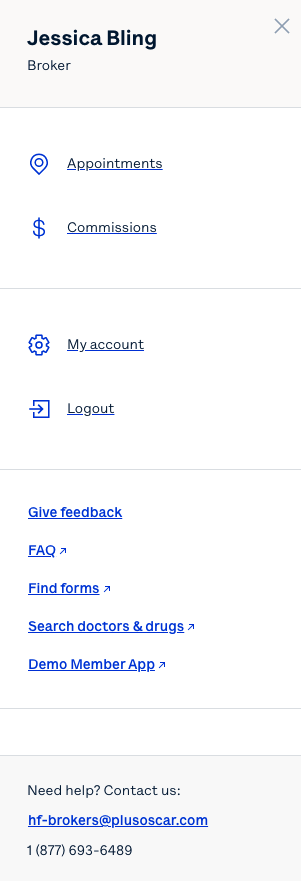 Jessica Bling
Broker
Appointments
Commissions
My account
Logout
Give feedback
FAQ
Find forms
Search doctors & drugs
Demo Member App
Need help? Contact us:
hf-brokers@plusoscar.com
1 (877) 693-6489